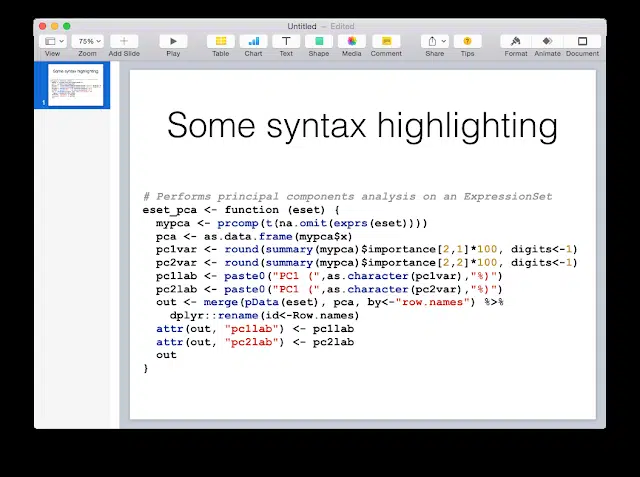 Untitled — Edited
75%
View Zoom Add Slide Play Table Chart Text Shape Media Comment Share Tips Format Animate Document
Some syntax highlighting
1
Some syntax highlighting
# Performs principal components analysis on an ExpressionSet
eset_pca <- function (eset) {
  mypca <- prcomp(t(na.omit(exprs(eset))))
  pca <- as.data.frame(mypca$x)
  pc1var <- round(summary(mypca)$importance[2,1]*100, digits<-1)
  pc2var <- round(summary(mypca)$importance[2,2]*100, digits<-1)
  pc1lab <- paste0("PC1 (",as.character(pc1var),"%)")
  pc2lab <- paste0("PC1 (",as.character(pc2var),"%)")
  out <- merge(pData(eset), pca, by<-"row.names") %>%
    dplyr::rename(id<-Row.names)
  attr(out, "pc1lab") <- pc1lab
  attr(out, "pc2lab") <- pc2lab
  out
}